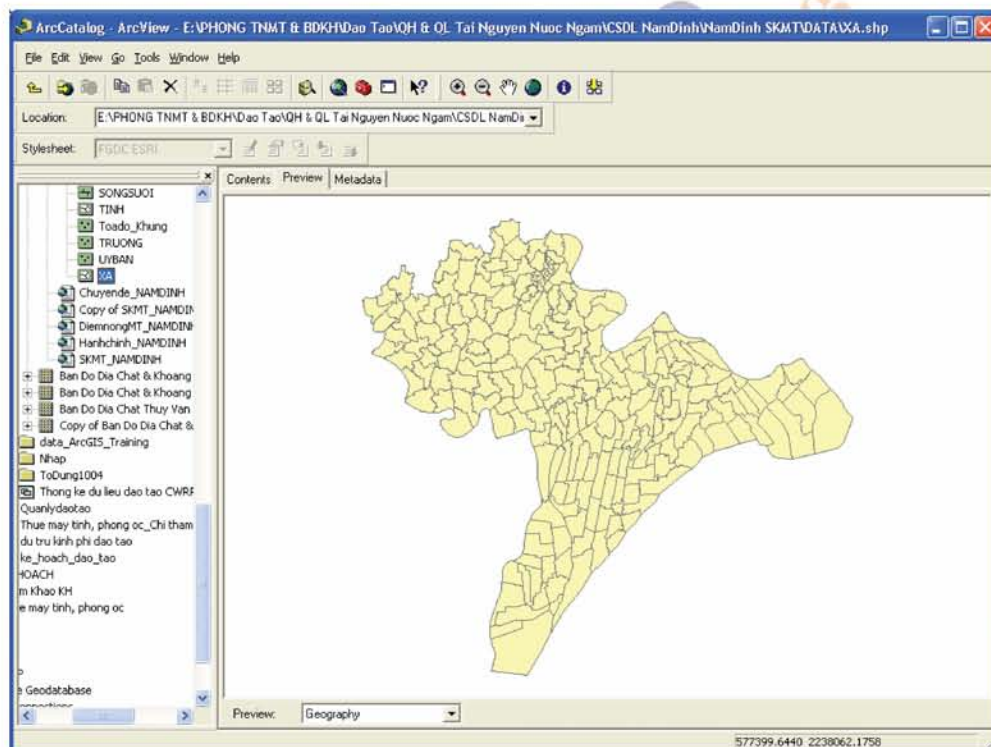 ArcCatalog - ArcView - E:\PHONG TNMT & BDKH\Dao Tao\QH & QL Tai Nguyen Nuoc Ngam\CSDL NamDinh\NamDinh SKMT\DATA\XA.shp
File Edit View Go Tools Window Help
Location: E:\PHONG TNMT & BDKH\Dao Tao\QH & QL Tai Nguyen Nuoc Ngam\CSDL NamDi
Stylesheet: FGDC ESRI
Contents Preview Metadata
SONGSUOI
TINH
Toado_Khung
TRUONG
UYBAN
XA
Chuyende_NAMDINH
Copy of SKMT_NAMDIN
DiemnongMT_NAMDINH
Hanhchinh_NAMDINH
SKMT_NAMDINH
Ban Do Dia Chat & Khoang
Ban Do Dia Chat & Khoang
Ban Do Dia Chat Thuy Van
Copy of Ban Do Dia Chat &
data_ArcGIS_Training
Nhap
ToDung1004
Thong ke du lieu dao tao CWRP
Quanlydaotao
Thue may tinh, phong oc_Chi tham
du tru kinh phi dao tao
ke_hoach_dao_tao
HOACH
m Khao KH
e may tinh, phong oc
e Geodatabase
Preview: Geography
577399.6440 2238062.1758